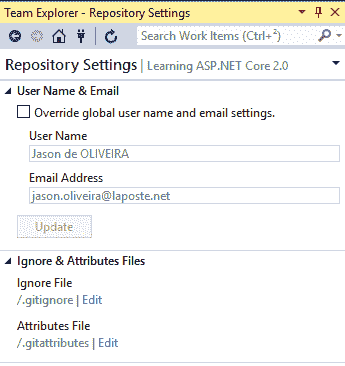 Team Explorer - Repository Settings
Search Work Items (Ctrl+²)
Repository Settings | Learning ASP.NET Core 2.0
User Name & Email
Override global user name and email settings.
User Name
Jason de OLIVEIRA
Email Address
jason.oliveira@laposte.net
Update
Ignore & Attributes Files
Ignore File
/.gitignore | Edit
Attributes File
/.gitattributes | Edit